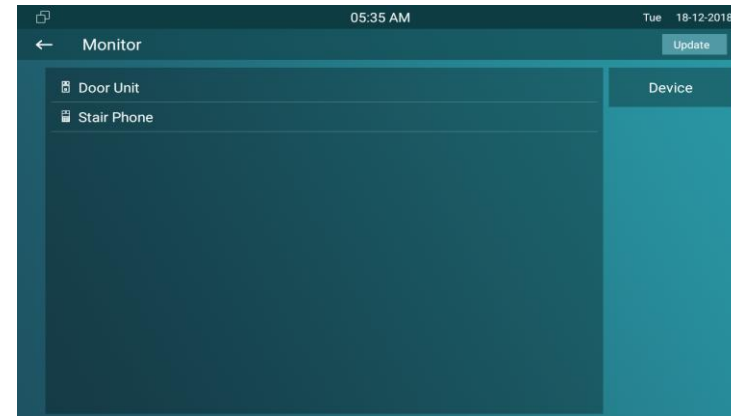 05:35 AM Tue 18-12-2018
Monitor Update
Door Unit Device
Stair Phone